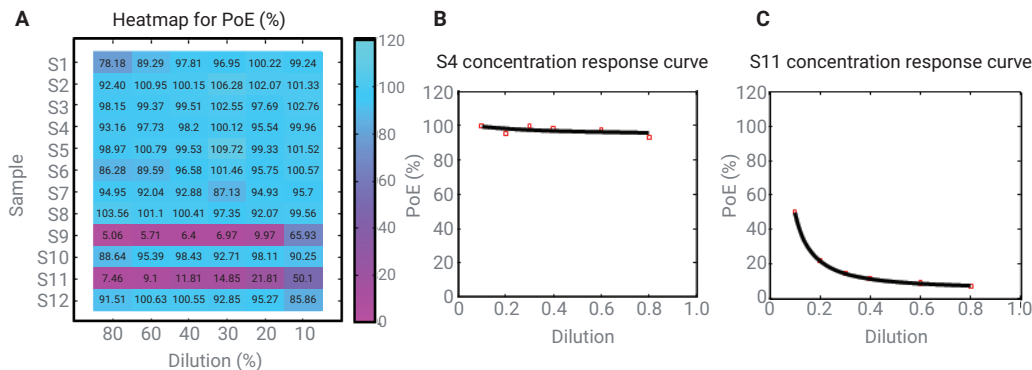 A
Heatmap for PoE (%)
Sample
S1 78.18 89.29 97.81 96.95 100.22 99.24
S2 92.40 100.95 100.15 106.28 102.07 101.33
S3 98.15 99.37 99.51 102.55 97.69 102.76
S4 93.16 97.73 98.2 100.12 95.54 99.96
S5 98.97 100.79 99.53 109.72 99.33 101.52
S6 86.28 89.59 96.58 101.46 95.75 100.57
S7 94.95 92.04 92.88 87.13 94.93 95.7
S8 103.56 101.1 100.41 97.35 92.07 99.56
S9 5.06 5.71 6.4 6.97 9.97 65.93
S10 88.64 95.39 98.43 92.71 98.11 90.25
S11 7.46 9.1 11.81 14.85 21.81 50.1
S12 91.51 100.63 100.55 92.85 95.27 85.86
80 60 40 30 20 10
Dilution (%)
120
100
80
60
40
20
0
B
S4 concentration response curve
PoE (%)
120
100
80
60
40
20
0
0 0.2 0.4 0.6 0.8 1.0
Dilution
C
S11 concentration response curve
PoE (%)
120
100
80
60
40
20
0
0 0.2 0.4 0.6 0.8 1.0
Dilution